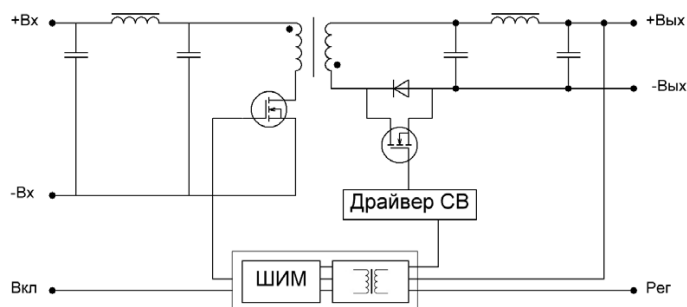 +Вх
+Вых
-Вых
-Вх
Драйвер СВ
ШИМ
Вкл
Рег